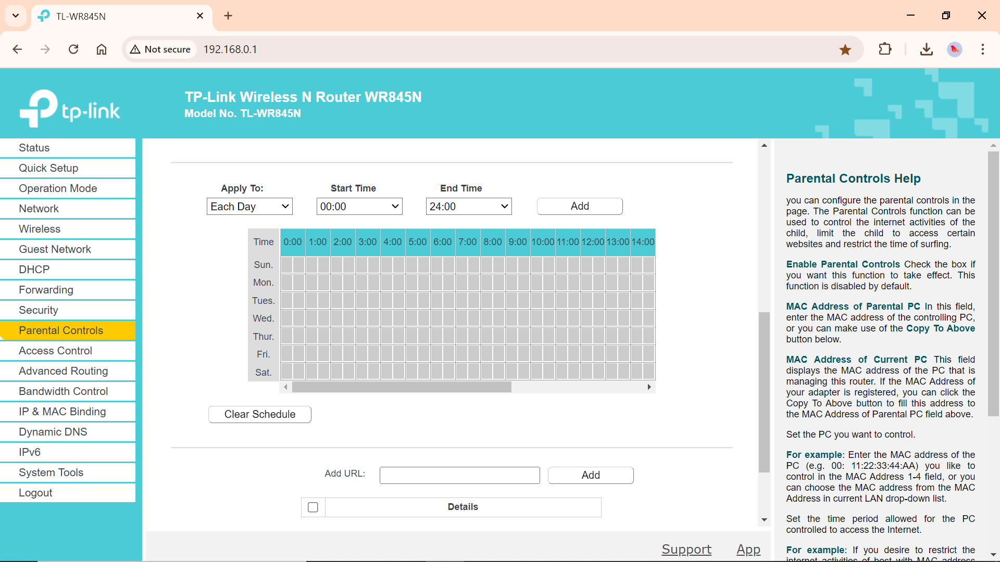 TL-WR845N
Not secure
192.168.0.1
tp-link
TP-Link Wireless N Router WR845N
Model No. TL-WR845N
Status
Quick Setup
Operation Mode
Network
Wireless
Guest Network
DHCP
Forwarding
Security
Parental Controls
Access Control
Advanced Routing
Bandwidth Control
IP & MAC Binding
Dynamic DNS
IPv6
System Tools
Logout
Apply To: Start Time End Time
Each Day 00:00 24:00 Add
Time 0:00 1:00 2:00 3:00 4:00 5:00 6:00 7:00 8:00 9:00 10:00 11:00 12:00 13:00 14:00
Sun.
Mon.
Tues.
Wed.
Thur.
Fri.
Sat.
Clear Schedule
Add URL: Add
Details
Support App
Parental Controls Help
you can configure the parental controls in the
page. The Parental Controls function can be
used to control the internet activities of the
child, limit the child to access certain
websites and restrict the time of surfing.
Enable Parental Controls Check the box if
you want this function to take effect. This
function is disabled by default.
MAC Address of Parental PC In this field,
enter the MAC address of the controlling PC,
or you can make use of the Copy To Above
button below.
MAC Address of Current PC This field
displays the MAC address of the PC that is
managing this router. If the MAC Address of
your adapter is registered, you can click the
Copy To Above button to fill this address to
the MAC Address of Parental PC field above.
Set the PC you want to control.
For example: Enter the MAC address of the
PC (e.g. 00: 11:22:33:44:AA) you like to
control in the MAC Address 1-4 field, or you
can choose the MAC address from the MAC
Address in current LAN drop-down list.
Set the time period allowed for the PC
controlled to access the Internet.
For example: If you desire to restrict the
internet activities of host with MAC address